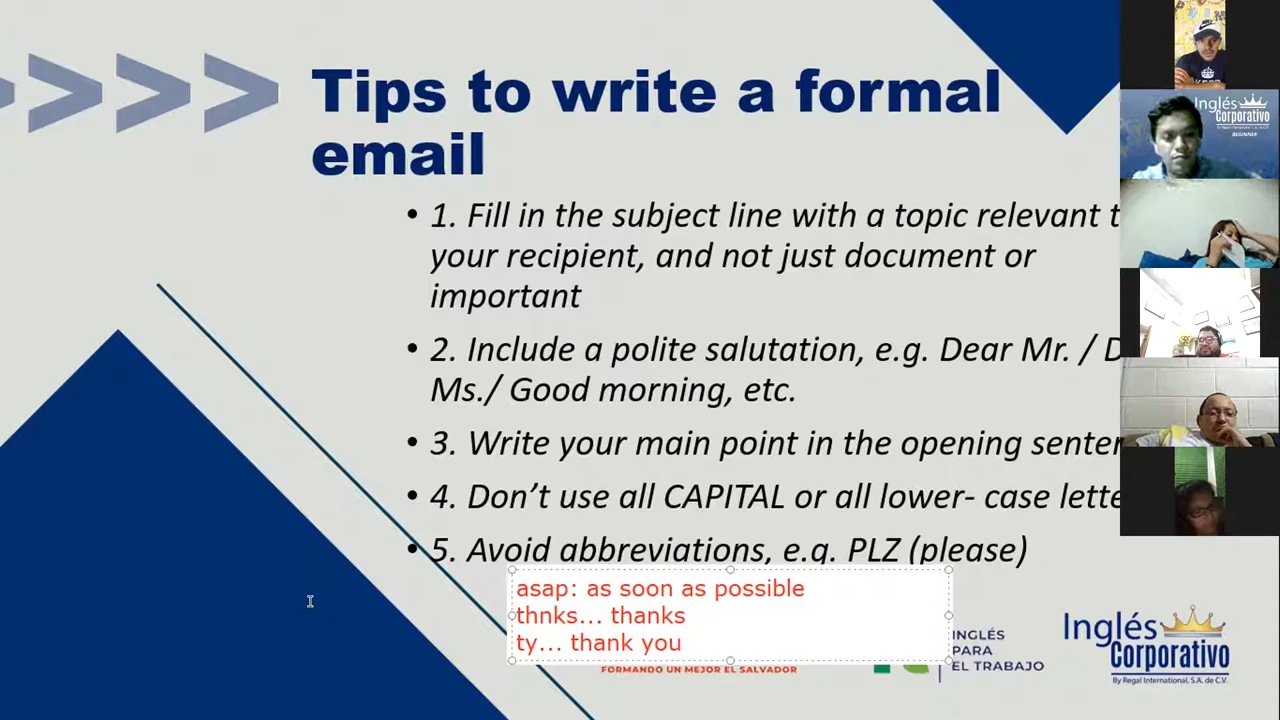 Tips to write a formal
email
• 1. Fill in the subject line with a topic relevant t
your recipient, and not just document or
important
• 2. Include a polite salutation, e.g. Dear Mr. / D
Ms./ Good morning, etc.
• 3. Write your main point in the opening senten
• 4. Don’t use all CAPITAL or all lower- case lette
• 5. Avoid abbreviations, e.g. PLZ (please)
asap: as soon as possible
thnks... thanks
ty... thank you
FORMANDO UN MEJOR EL SALVADOR
INGLÉS
PARA
EL TRABAJO
Inglés
Corporativo
By Regal International, S.A. de C.V.
Inglés
Corporativo
BEGINNER